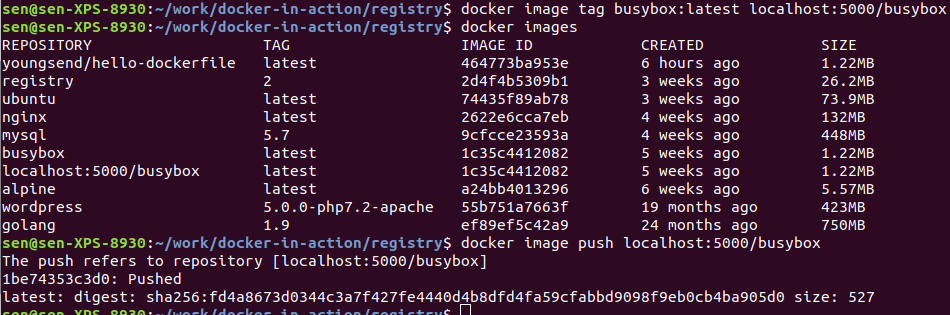 sen@sen-XPS-8930:~/work/docker-in-action/registry$ docker image tag busybox:latest localhost:5000/busybox
sen@sen-XPS-8930:~/work/docker-in-action/registry$ docker images
REPOSITORY TAG IMAGE ID CREATED SIZE
youngsend/hello-dockerfile latest 464773ba953e 6 hours ago 1.22MB
registry 2 2d4f4b5309b1 3 weeks ago 26.2MB
ubuntu latest 74435f89ab78 3 weeks ago 73.9MB
nginx latest 2622e6cca7eb 4 weeks ago 132MB
mysql 5.7 9cfcce23593a 4 weeks ago 448MB
busybox latest 1c35c4412082 5 weeks ago 1.22MB
localhost:5000/busybox latest 1c35c4412082 5 weeks ago 1.22MB
alpine latest a24bb4013296 6 weeks ago 5.57MB
wordpress 5.0.0-php7.2-apache 55b751a7663f 19 months ago 423MB
golang 1.9 ef89ef5c42a9 24 months ago 750MB
sen@sen-XPS-8930:~/work/docker-in-action/registry$ docker image push localhost:5000/busybox
The push refers to repository [localhost:5000/busybox]
1be74353c3d0: Pushed
latest: digest: sha256:fd4a8673d0344c3a7f427fe4440d4b8dfd4fa59cfabbd9098f9eb0cb4ba905d0 size: 527
sen@sen-XPS-8930:~/work/docker-in-action/registry$